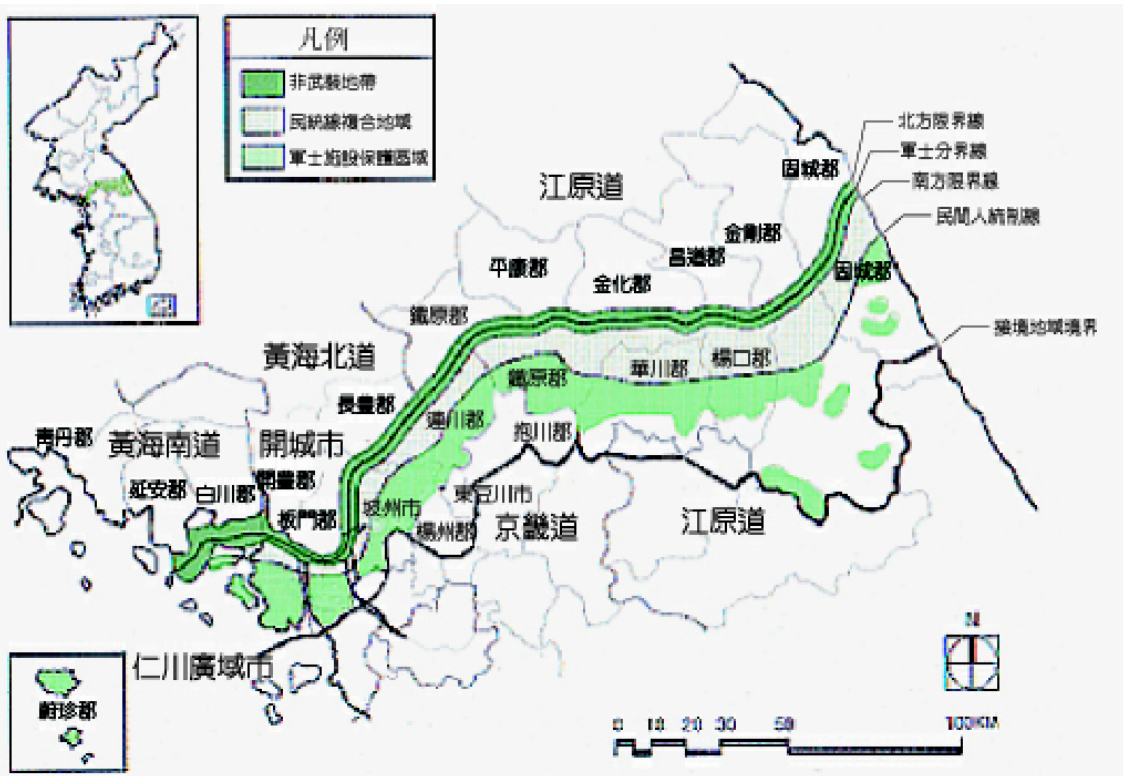 凡例
非武裝地帶
民統線複合地域
軍士施設保護區域
北方限界線
軍士分界線
南方限界線
民間人統制線
接境地域境界
江原道
固城郡
金剛郡
昌道郡
平康郡
金化郡
固城郡
鐵原郡
黃海北道
華川郡
楊口郡
鐵原郡
長豊郡
連川郡
抱川郡
靑丹郡
黃海南道
開城市
延安郡
白川郡
開豊郡
板門郡
坡州市
東豆川市
楊州郡
京畿道
江原道
仁川廣域市
N
0 10 20 30 50 100KM